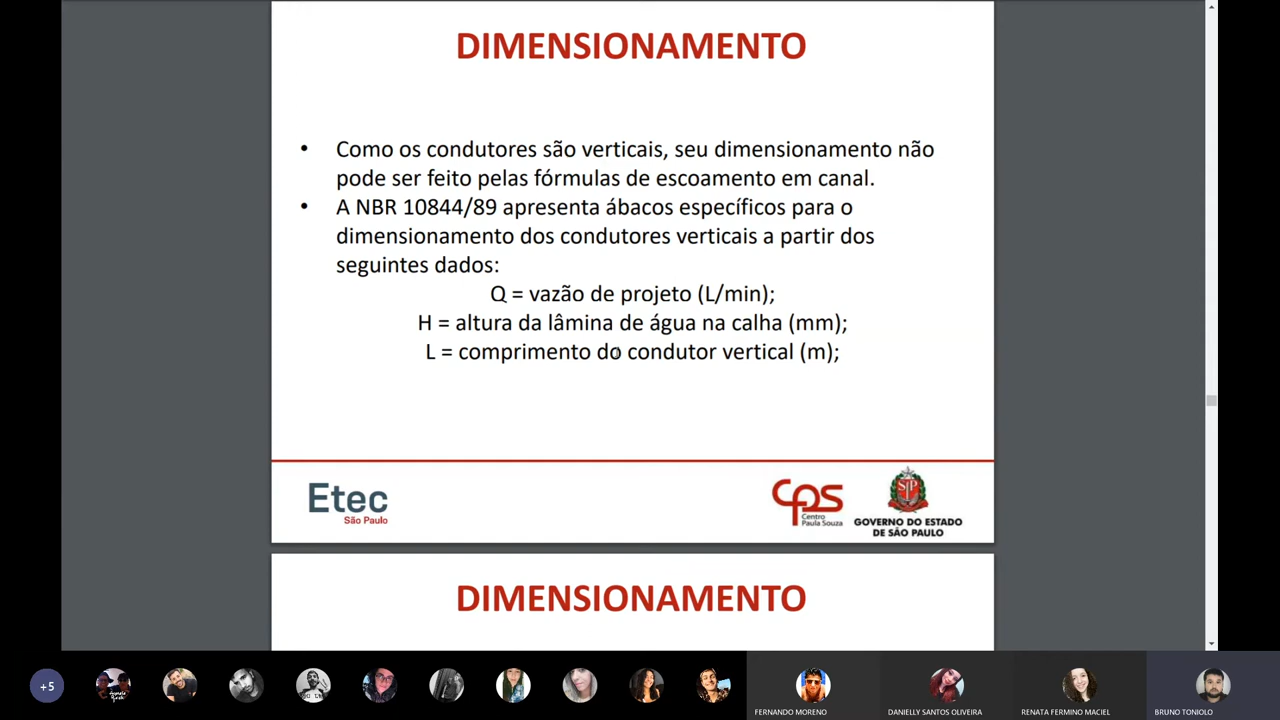 DIMENSIONAMENTO
• Como os condutores são verticais, seu dimensionamento não
pode ser feito pelas fórmulas de escoamento em canal.
• A NBR 10844/89 apresenta ábacos específicos para o
dimensionamento dos condutores verticais a partir dos
seguintes dados:
Q = vazão de projeto (L/min);
H = altura da lâmina de água na calha (mm);
L = comprimento do condutor vertical (m);
Etec
São Paulo
CPS
Centro
Paula Souza
SP
GOVERNO DO ESTADO
DE SÃO PAULO
DIMENSIONAMENTO
+5
FERNANDO MORENO
DANIELLY SANTOS OLIVEIRA
RENATA FERMINO MACIEL
BRUNO TONIOLO